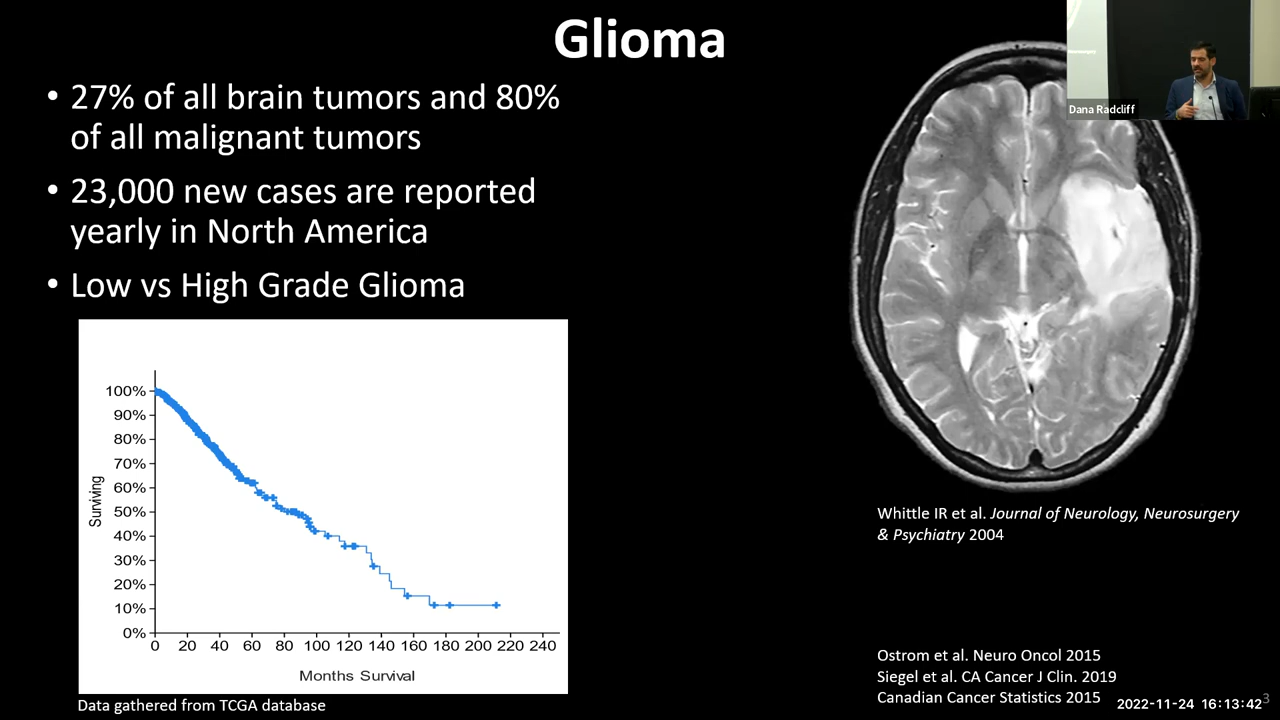 Glioma
• 27% of all brain tumors and 80%
of all malignant tumors
• 23,000 new cases are reported
yearly in North America
• Low vs High Grade Glioma
Dana Radcliff
100%
90%
80%
70%
60%
50%
40%
30%
20%
10%
0%
Surviving
0 20 40 60 80 100 120 140 160 180 200 220 240
Months Survival
Data gathered from TCGA database
Whittle IR et al. Journal of Neurology, Neurosurgery
& Psychiatry 2004
Ostrom et al. Neuro Oncol 2015
Siegel et al. CA Cancer J Clin. 2019
Canadian Cancer Statistics 2015
2022-11-24 16:13:42
3